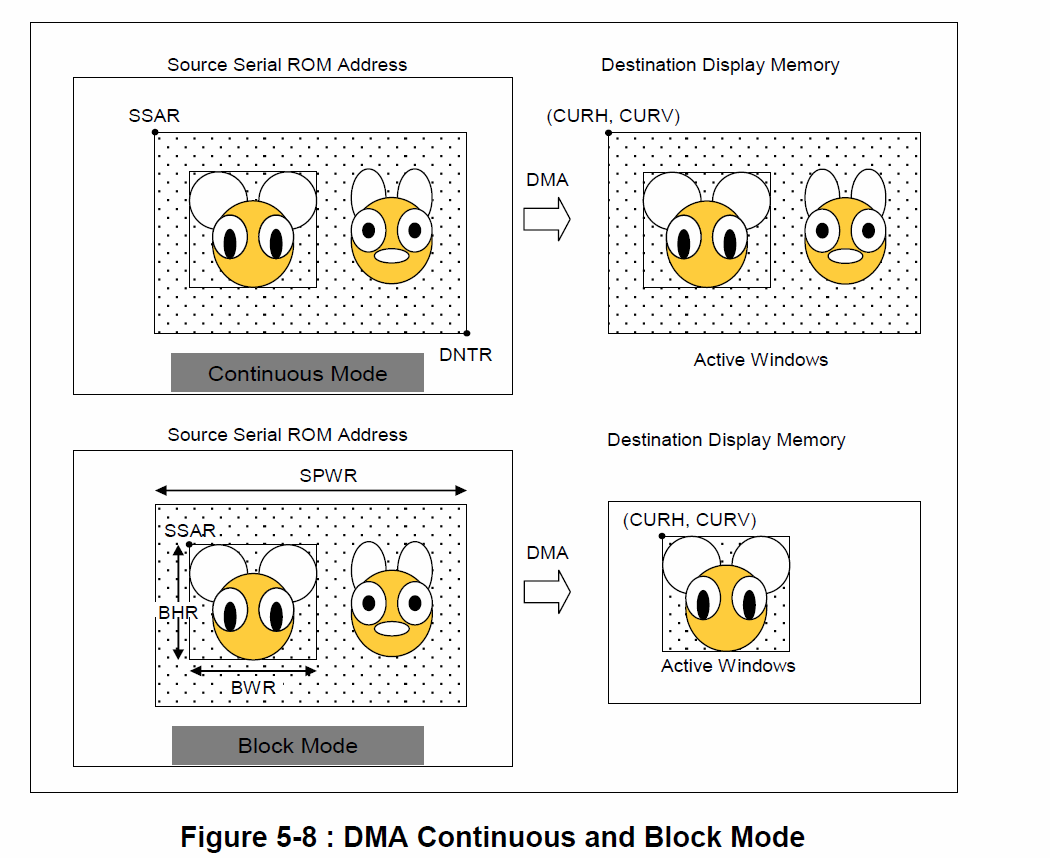 Source Serial ROM Address
Destination Display Memory
SSAR
(CURH, CURV)
DMA
DNTR
Continuous Mode
Active Windows
Source Serial ROM Address
Destination Display Memory
SPWR
SSAR
(CURH, CURV)
DMA
BHR
BWR
Active Windows
Block Mode
Figure 5-8 : DMA Continuous and Block Mode